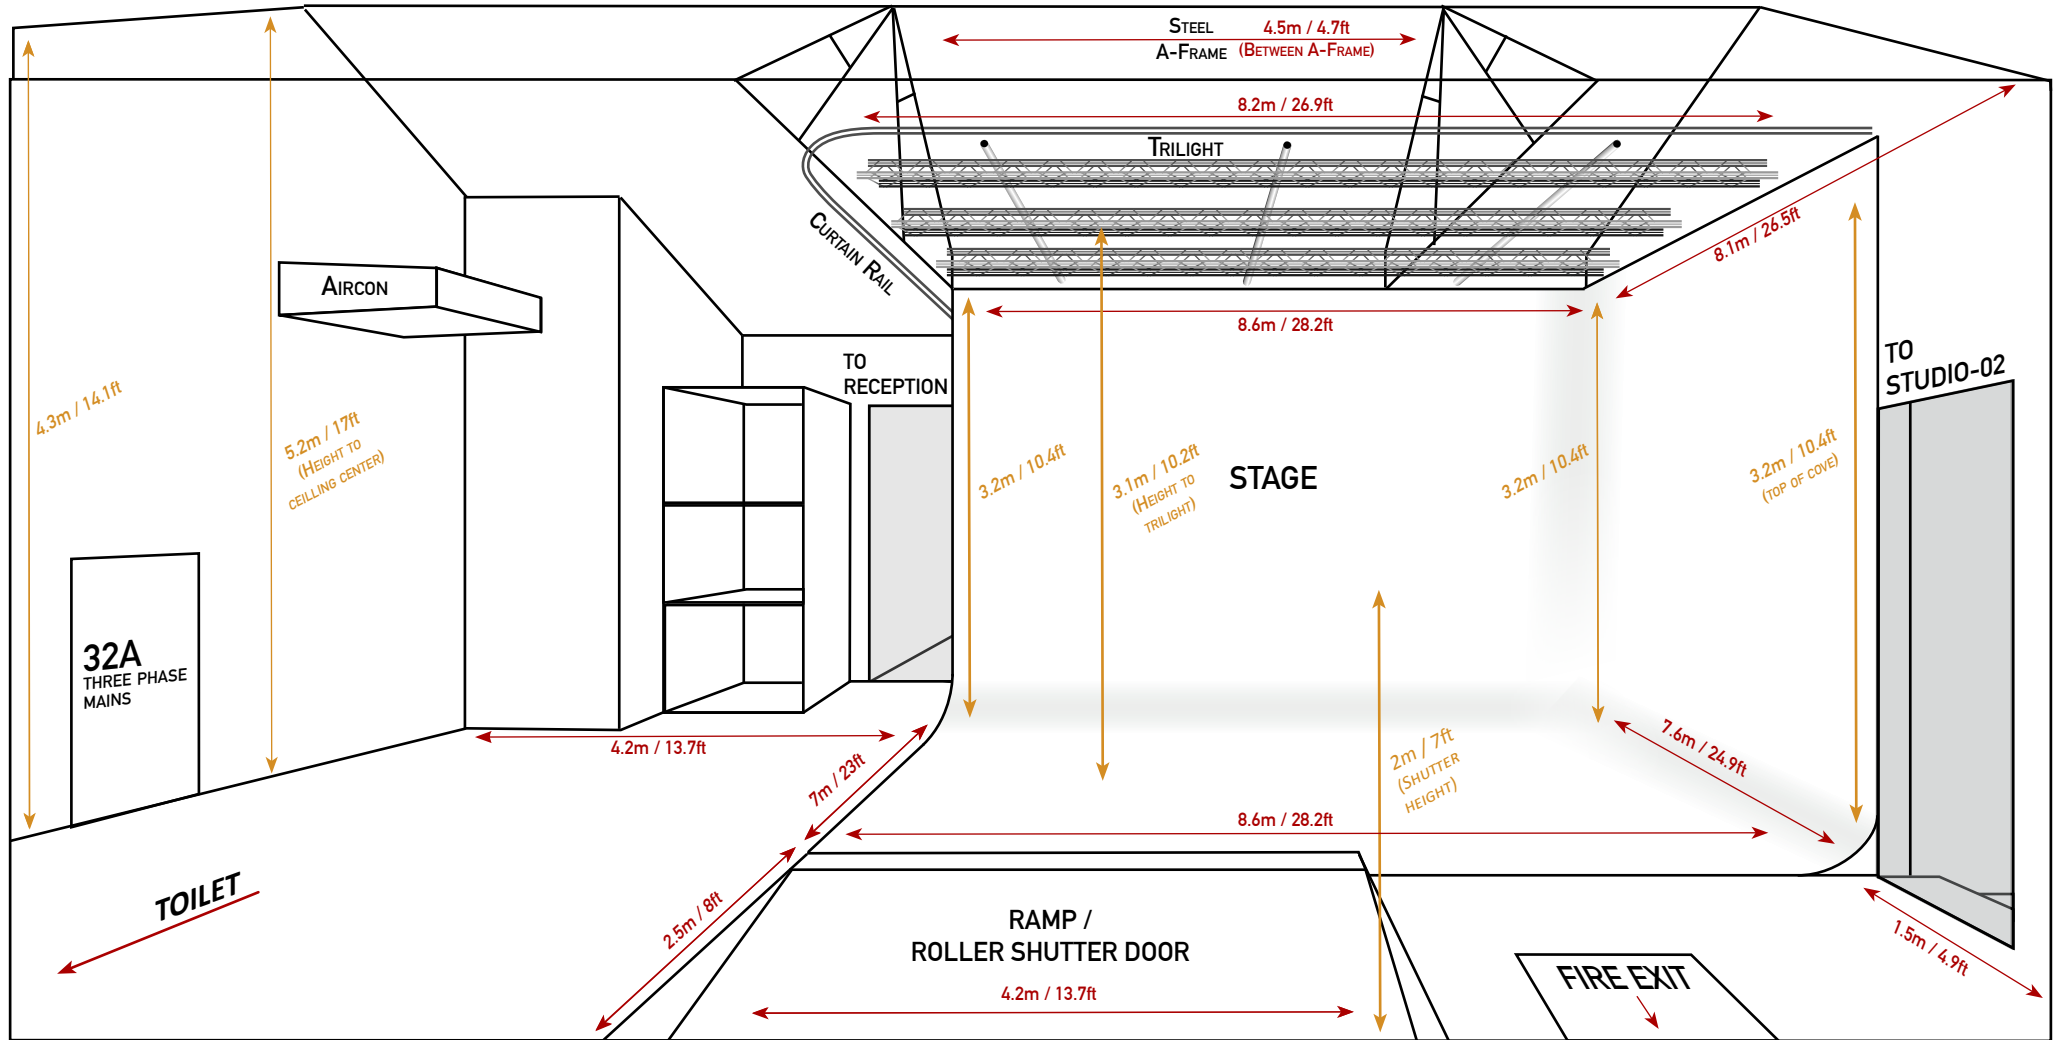 STEEL 4.5m / 4.7ft
A-FRAME (BETWEEN A-FRAME)
8.2m / 26.9ft
TRILIGHT
CURTAIN RAIL
8.1m / 26.5ft
AIRCON
8.6m / 28.2ft
TO
RECEPTION
TO
STUDIO-02
4.3m / 14.1ft
5.2m / 17ft
(HEIGHT TO
CEILLING CENTER)
3.2m / 10.4ft
3.1m / 10.2ft
(HEIGHT TO
TRILIGHT)
STAGE
3.2m / 10.4ft
3.2m / 10.4ft
(TOP OF COVE)
32A
THREE PHASE
MAINS
4.2m / 13.7ft
7m / 23ft
2m / 7ft
(SHUTTER
HEIGHT)
7.6m / 24.9ft
8.6m / 28.2ft
TOILET
2.5m / 8ft
RAMP /
ROLLER SHUTTER DOOR
4.2m / 13.7ft
FIRE EXIT
1.5m / 4.9ft